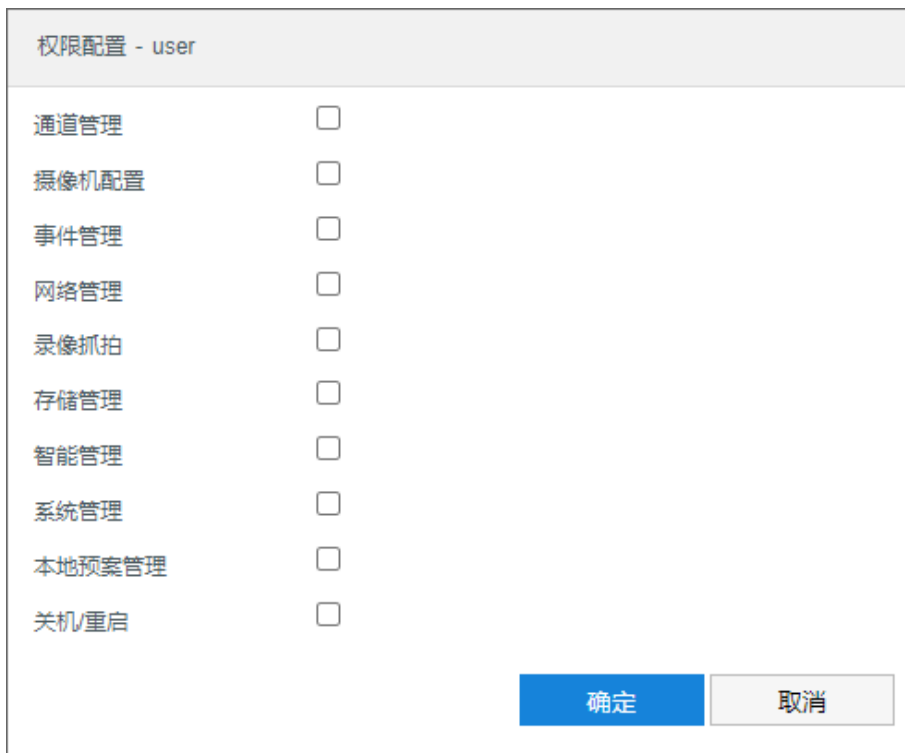 权限配置 - user
通道管理
摄像机配置
事件管理
网络管理
录像抓拍
存储管理
智能管理
系统管理
本地预案管理
关机/重启
确定 取消